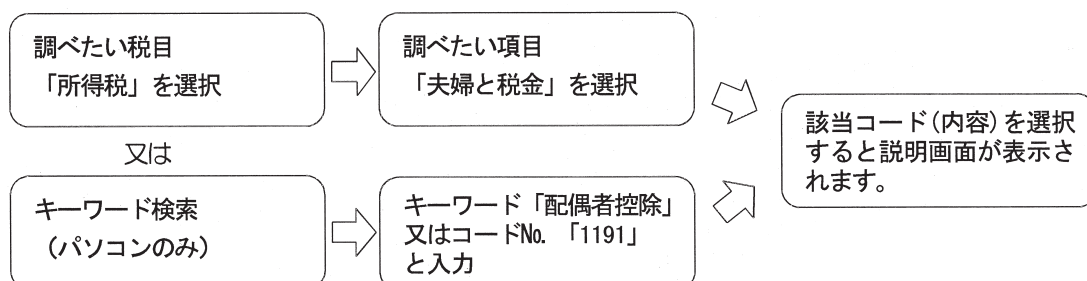 調べたい税目
「所得税」を選択
調べたい項目
「夫婦と税金」を選択
又は
キーワード検索
(パソコンのみ)
キーワード「配偶者控除」
又はコード№ 「1191」
と入力
該当コード(内容)を選択
すると説明画面が表示さ
れます。